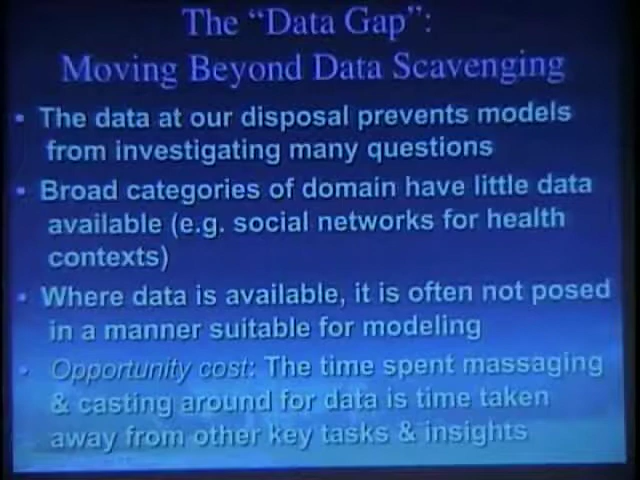 The “Data Gap”:
Moving Beyond Data Scavenging
• The data at our disposal prevents models
from investigating many questions
• Broad categories of domain have little data
available (e.g. social networks for health
contexts)
• Where data is available, it is often not posed
in a manner suitable for modeling
• Opportunity cost: The time spent massaging
& casting around for data is time taken
away from other key tasks & insights